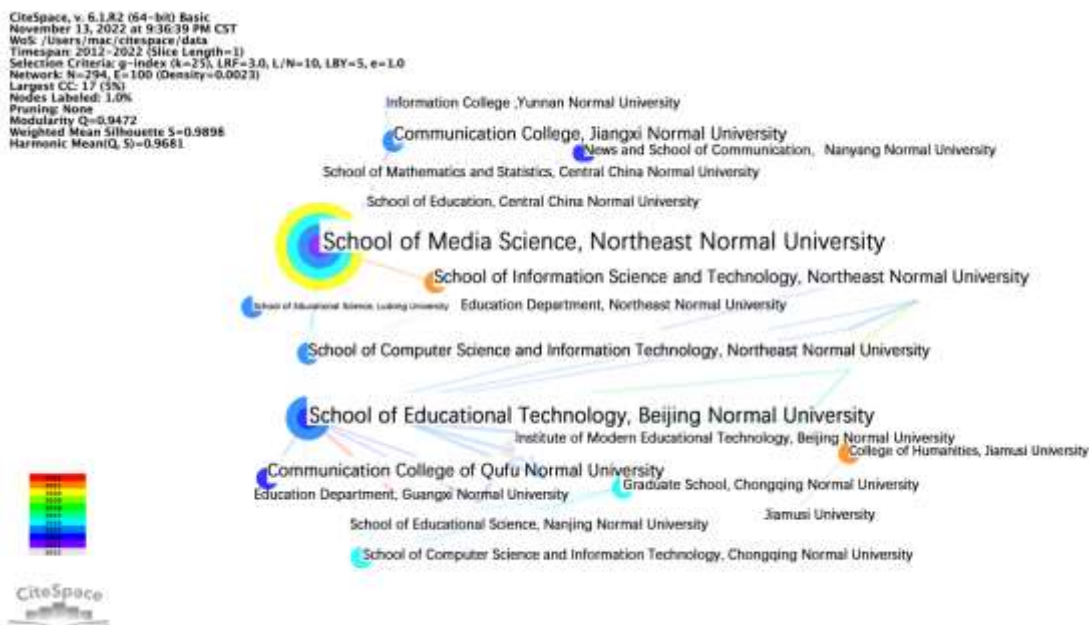 CiteSpace, v. 6.1.R2 (64-bit) Basic
November 13, 2022 at 9:36:39 PM CST
WoS: /Users/mac/citespace/data
Timespan: 2012-2022 (Slice Length=1)
Selection Criteria: g-index (k=25), LRF=3.0, L/N=10, LBY=5, e=1.0
Network: N=294, E=100 (Density=0.0023)
Largest CC: 17 (5%)
Nodes Labeled: 1.0%
Pruning: None
Modularity Q=0.9472
Weighted Mean Silhouette S=0.9898
Harmonic Mean(Q, S)=0.9681
Information College ,Yunnan Normal University
Communication College, Jiangxi Normal University
News and School of Communication, Nanyang Normal University
School of Mathematics and Statistics, Central China Normal University
School of Education, Central China Normal University
School of Media Science, Northeast Normal University
School of Information Science and Technology, Northeast Normal University
School of Educational Science, Ludong University
Education Department, Northeast Normal University
School of Computer Science and Information Technology, Northeast Normal University
School of Educational Technology, Beijing Normal University
Institute of Modern Educational Technology, Beijing Normal University
College of Humanities, Jiamusi University
Communication College of Qufu Normal University
Graduate School, Chongqing Normal University
Education Department, Guangxi Normal University
Jiamusi University
School of Educational Science, Nanjing Normal University
School of Computer Science and Information Technology, Chongqing Normal University
CiteSpace